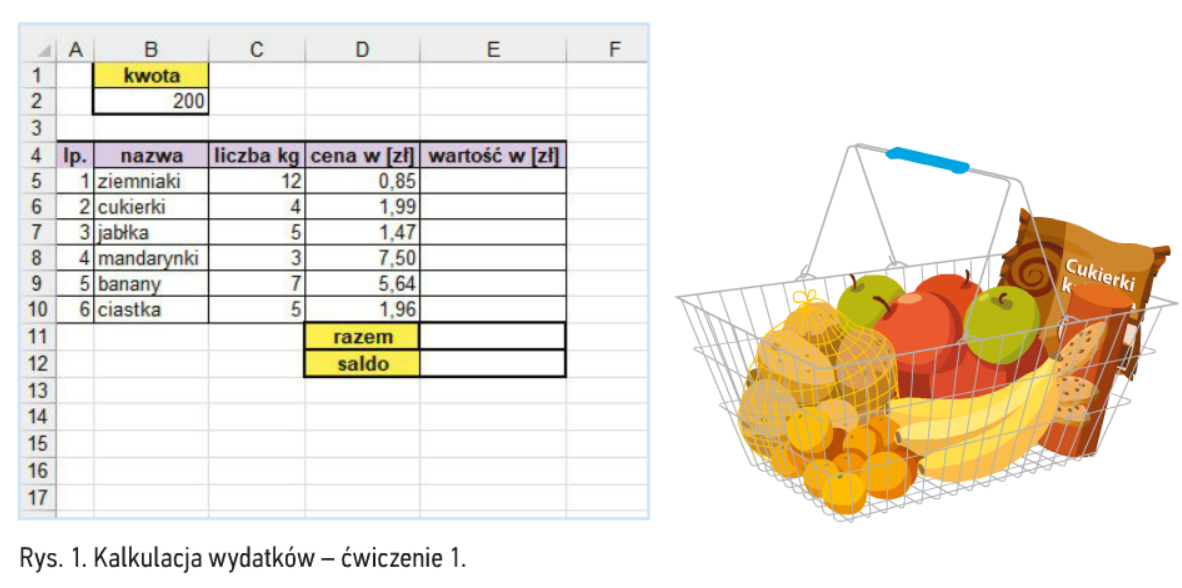 A B C D E F
1 kwota
2 200
3
4 lp. nazwa liczba kg cena w [zł] wartość w [zł]
5 1 ziemniaki 12 0,85
6 2 cukierki 4 1,99
7 3 jabłka 5 1,47
8 4 mandarynki 3 7,50
9 5 banany 7 5,64
10 6 ciastka 5 1,96
11 razem
12 saldo
13
14
15
16
17
Cukierki
Rys. 1. Kalkulacja wydatków – ćwiczenie 1.